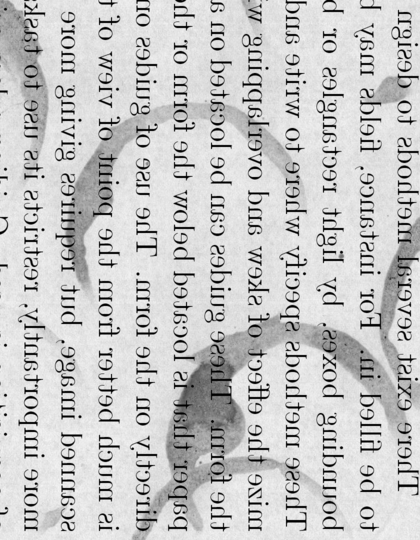 There exist several methods to design
to be filled in. For instance, fields may b
bounding boxes, by light rectangles or b
These methods specify where to write and
mize the effect of skew and overlapping w
the form. These guides can be located on a
paper that is located below the form or th
directly on the form. The use of guides on
is much better from the point of view of t
scanned image, but requires giving more
more importantly, restricts its use to tasks